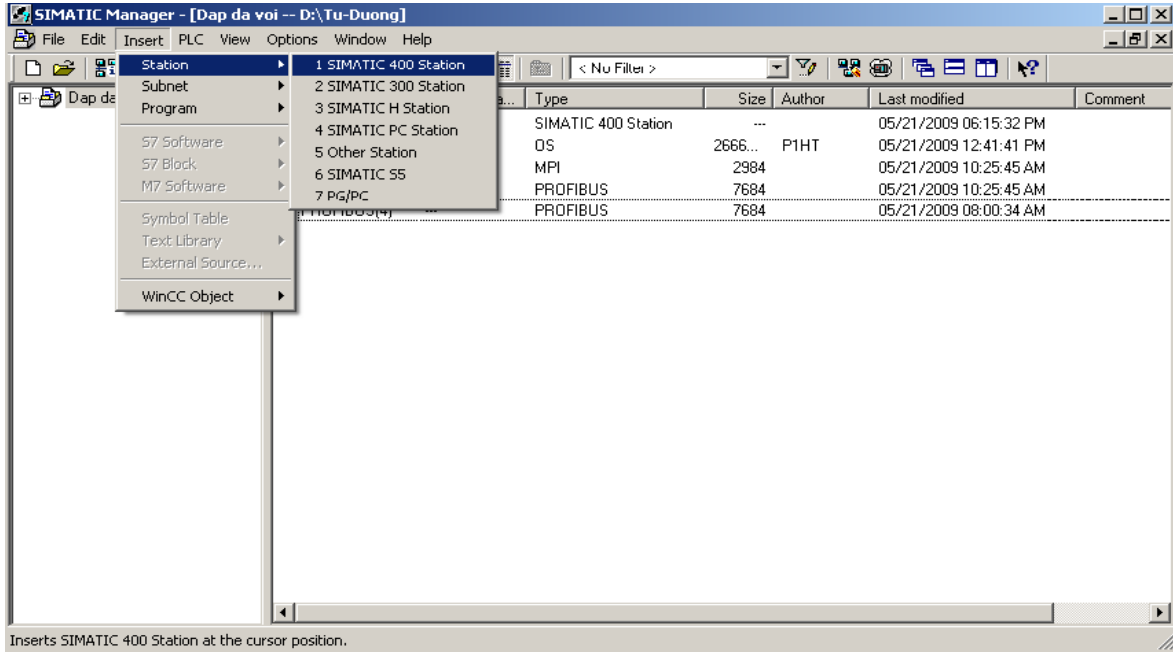 SIMATIC Manager - [Dap da voi -- D:\Tu-Duong]
File Edit Insert PLC View Options Window Help
< No Filter >
Station
Subnet
Program
S7 Software
S7 Block
M7 Software
Symbol Table
Text Library
External Source...
WinCC Object
1 SIMATIC 400 Station
2 SIMATIC 300 Station
3 SIMATIC H Station
4 SIMATIC PC Station
5 Other Station
6 SIMATIC S5
7 PG/PC
Dap da
Type Size Author Last modified Comment
SIMATIC 400 Station --- 05/21/2009 06:15:32 PM
OS 2666... P1HT 05/21/2009 12:41:41 PM
MPI 2984 05/21/2009 10:25:45 AM
PROFIBUS 7684 05/21/2009 10:25:45 AM
PROFIBUS(4) --- PROFIBUS 7684 05/21/2009 08:00:34 AM
Inserts SIMATIC 400 Station at the cursor position.